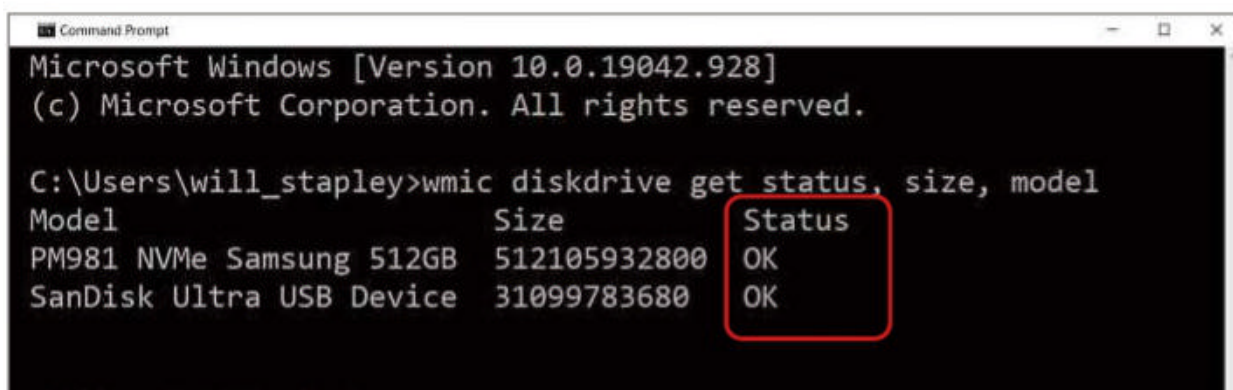 Command Prompt
Microsoft Windows [Version 10.0.19042.928]
(c) Microsoft Corporation. All rights reserved.
C:\Users\will_stapley>wmic diskdrive get status, size, model
Model Size Status
PM981 NVMe Samsung 512GB 512105932800 OK
SanDisk Ultra USB Device 31099783680 OK